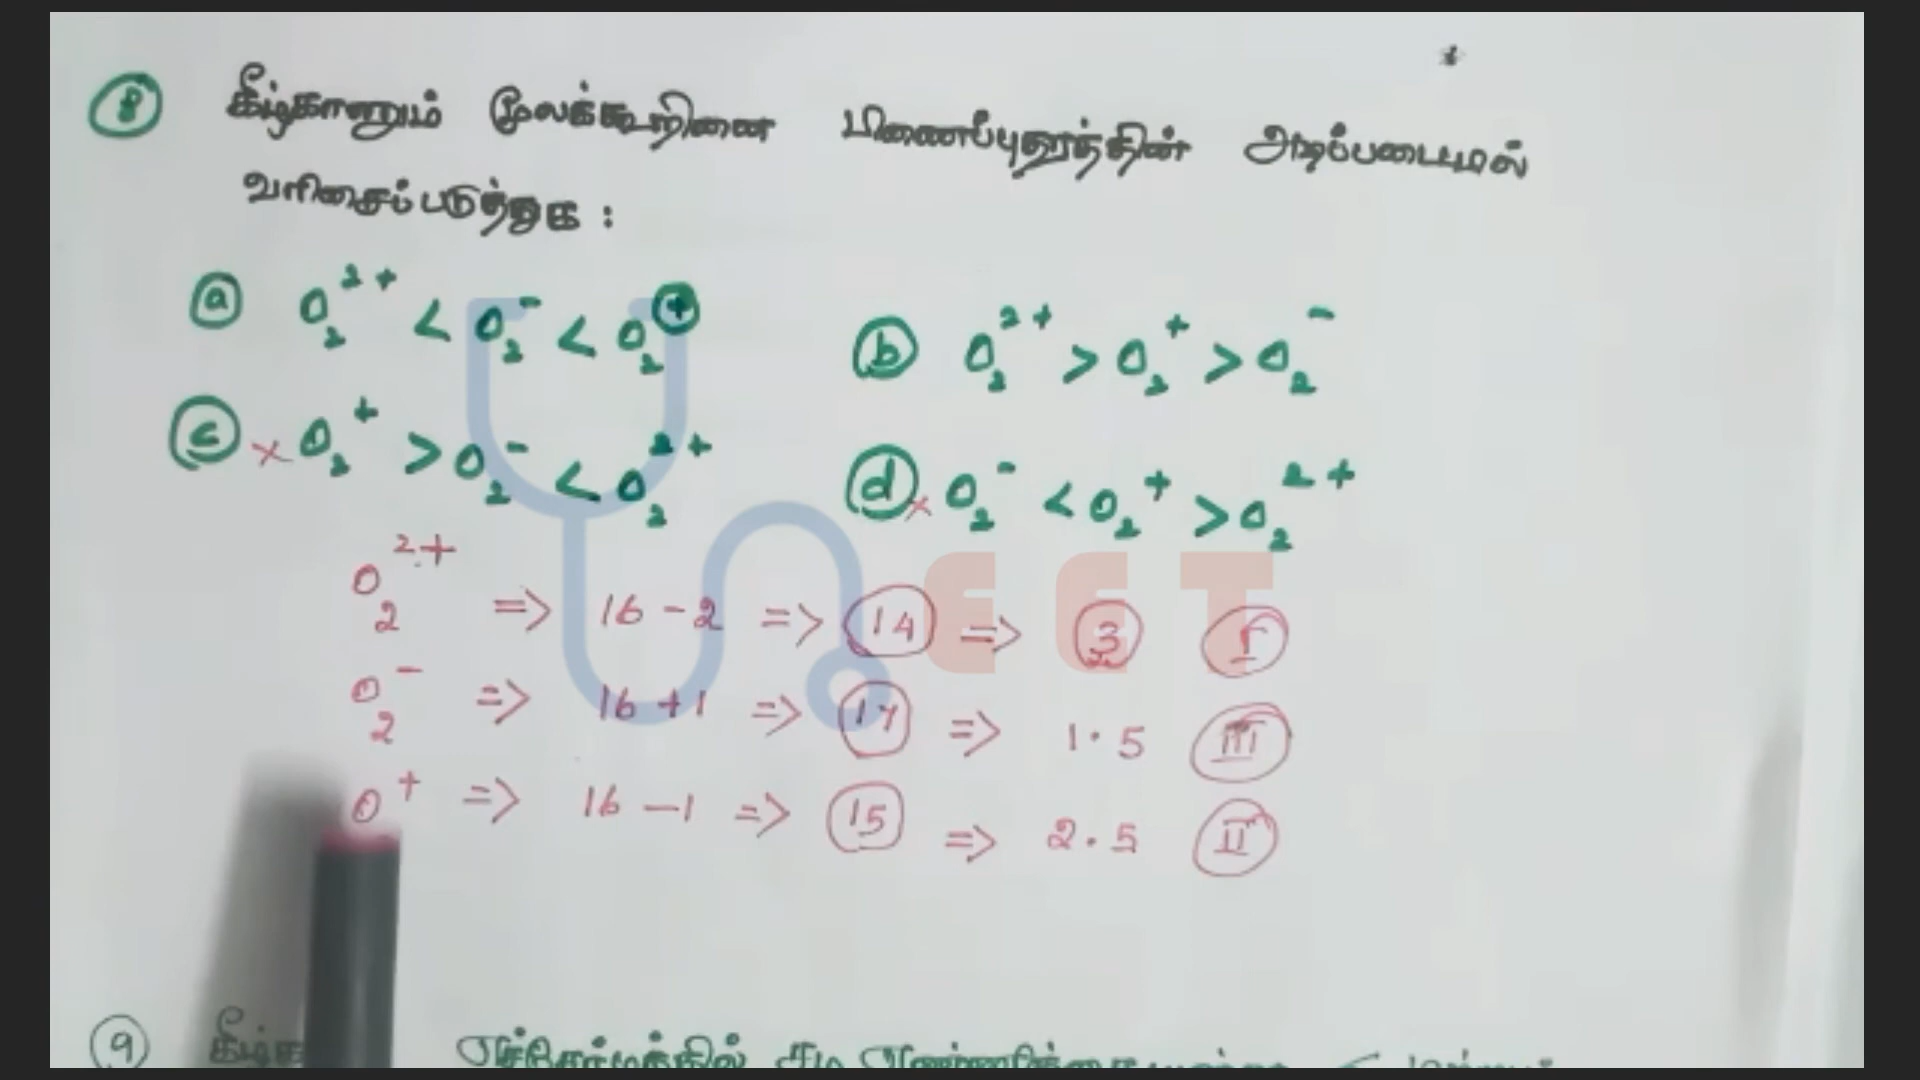 8 கீழ்காணும் மூலக்கூறினை பிணைப்புதரத்தின் அடிப்படையில்
வரிசைப்படுத்துக :
a O₂²⁺ < O₂⁻ < O₂⁺
b O₂²⁺ > O₂⁺ > O₂⁻
c × O₂⁺ > O₂⁻ < O₂²⁺
d × O₂⁻ < O₂⁺ > O₂²⁺
O₂²⁺ => 16 - 2 => 14 => 3 I
O₂⁻ => 16 + 1 => 17 => 1.5 III
O⁺ => 16 - 1 => 15 => 2.5 II
EET
9